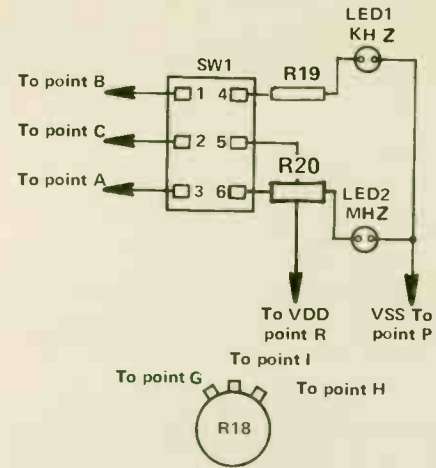 LED1
KH Z
SW1
R19
To point B
1 4
To point C
2 5
R20
To point A
3 6
LED2
MHZ
To VDD
point R
VSS To
point P
To point I
To point G
To point H
R18